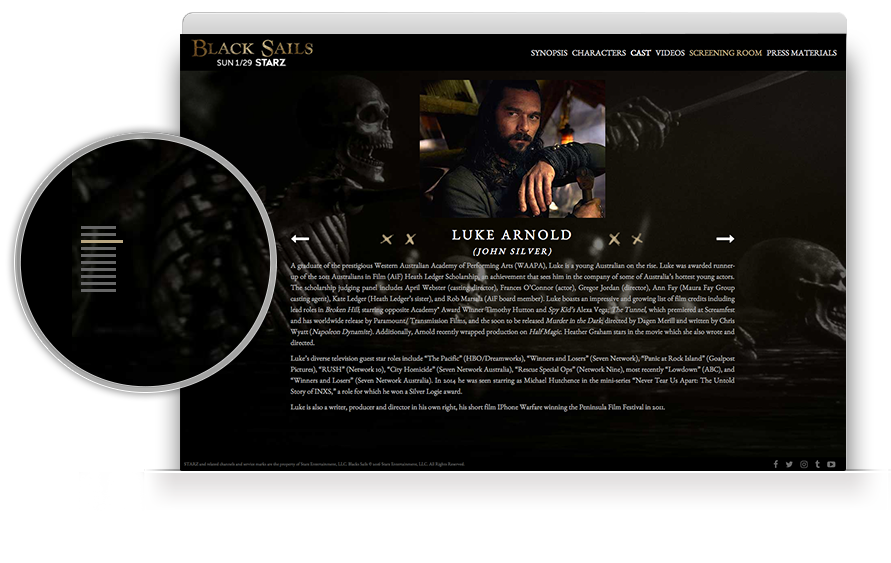 BLACK SAILS
SUN 1/29 STARZ
SYNOPSIS CHARACTERS CAST VIDEOS SCREENING ROOM PRESS MATERIALS
LUKE ARNOLD
(JOHN SILVER)
A graduate of the prestigious Western Australian Academy of Performing Arts (WAAPA), Luke is a young Australian on the rise. Luke was awarded runner-
up of the 2011 Australians in Film (AiF) Heath Ledger Scholarship, an achievement that sees him in the company of some of Australia's hottest young actors.
The scholarship judging panel includes April Webster (casting director), Frances O'Connor (actor), Gregor Jordan (director), Ann Fay (Maura Fay Group
casting agent), Kate Ledger (Heath Ledger's sister), and Rob Marsala (AiF board member). Luke boasts an impressive and growing list of film credits including
lead roles in Broken Hill, starring opposite Academy® Award Winner Timothy Hutton and Spy Kid's Alexa Vega, The Tunnel, which premiered at Screamfest
and has worldwide release by Paramount/ Transmission Films, and the soon to be released Murder in the Dark, directed by Dagen Merill and written by Chris
Wyatt (Napoleon Dynamite). Additionally, Arnold recently wrapped production on Half Magic. Heather Graham stars in the movie which she also wrote and
directed.
Luke's diverse television guest star roles include “The Pacific” (HBO/Dreamworks), “Winners and Losers” (Seven Network), “Panic at Rock Island” (Goalpost
Pictures), “RUSH” (Network 10), “City Homicide” (Seven Network Australia), “Rescue Special Ops” (Network Nine), most recently “Lowdown” (ABC), and
“Winners and Losers” (Seven Network Australia). In 2014 he was seen starring as Michael Hutchence in the mini-series “Never Tear Us Apart: The Untold
Story of INXS,” a role for which he won a Silver Logie award.
Luke is also a writer, producer and director in his own right, his short film IPhone Warfare winning the Peninsula Film Festival in 2011.
STARZ and related channels and service marks are the property of Starz Entertainment, LLC. Blacks Sails © 2016 Starz Entertainment, LLC. All Rights Reserved.